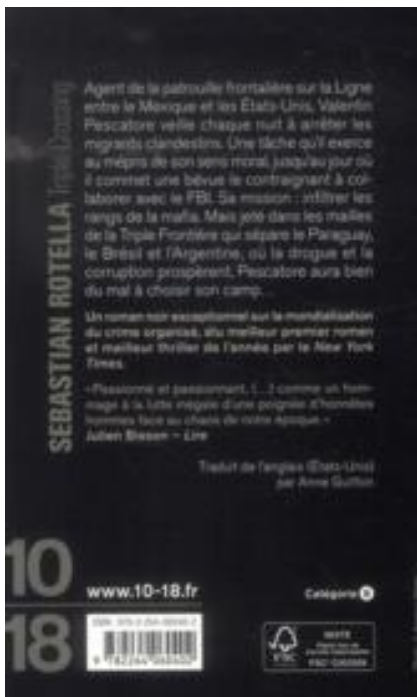 SEBASTIAN ROTELLA Triple Crossing
Agent de la patrouille frontalière sur la Ligne
entre le Mexique et les États-Unis, Valentin
Pescatore veille chaque nuit à arrêter les
migrants clandestins. Une tâche qu'il exerce
au mépris de son sens moral, jusqu'au jour où
il commet une bévue le contraignant à col-
laborer avec le FBI. Sa mission : infiltrer les
rangs de la mafia. Mais jeté dans les mailles
de la Triple Frontière qui sépare le Paraguay,
le Brésil et l'Argentine, où la drogue et la
corruption prospèrent, Pescatore aura bien
du mal à choisir son camp...
Un roman noir exceptionnel sur la mondialisation
du crime organisé, élu meilleur premier roman
et meilleur thriller de l'année par le New York
Times.
«Passionné et passionnant, (...) comme un hom-
mage à la lutte inégale d'une poignée d'honnêtes
hommes face au chaos de notre époque.»
Julien Bisson – Lire
Traduit de l'anglais (États-Unis)
par Anne Guitton
10
18
www.10-18.fr
Catégorie
9 782264 060402
FSC
MIXTE